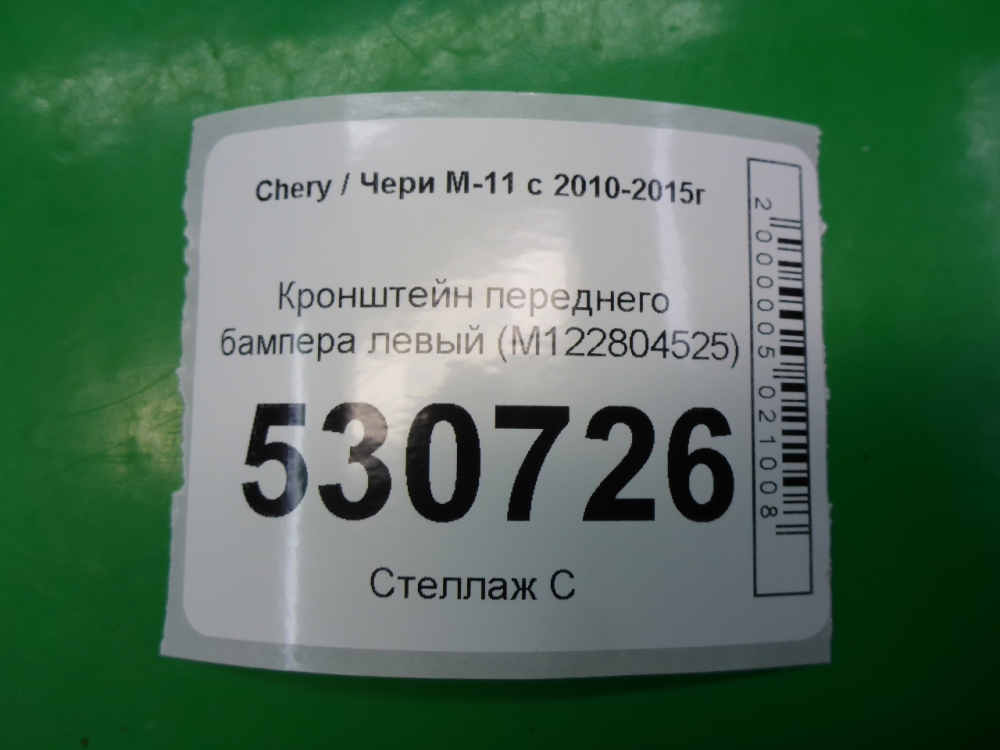 Chery / Чери М-11 с 2010-2015г
Кронштейн переднего
бампера левый (M122804525)
530726
Стеллаж С
2000005021008